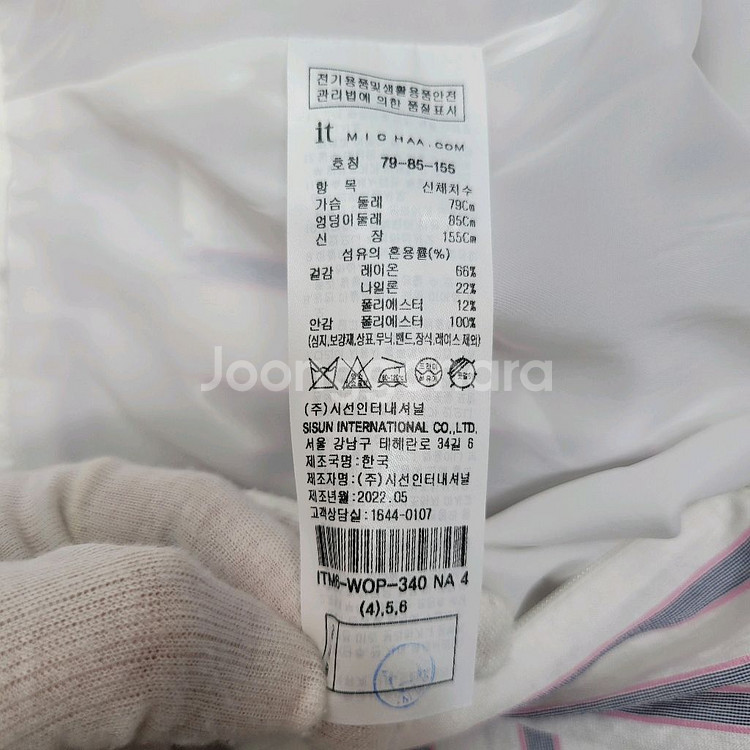 전기용품및생활용품안전
관리법에 의한 품질표시
it MICHAA.COM
호칭 79-85-155
항 목 신체치수
가슴 둘레 79Cm
엉덩이둘레 85Cm
신 장 155Cm
섬유의 혼용률(%)
겉감 레이온 66%
나일론 22%
폴리에스터 12%
안감 폴리에스터 100%
(심지,보강재,상표,무늬,밴드,장식,레이스 제외)
Joonggonara
(주)시선인터내셔널
SISUN INTERNATIONAL CO.,LTD.
서울 강남구 테헤란로 34길 6
제조국명:한국
제조자명:(주)시선인터내셔널
제조년월:2022.05
고객상담실:1644-0107
ITM6-WOP-340 NA 4
(4),5,6